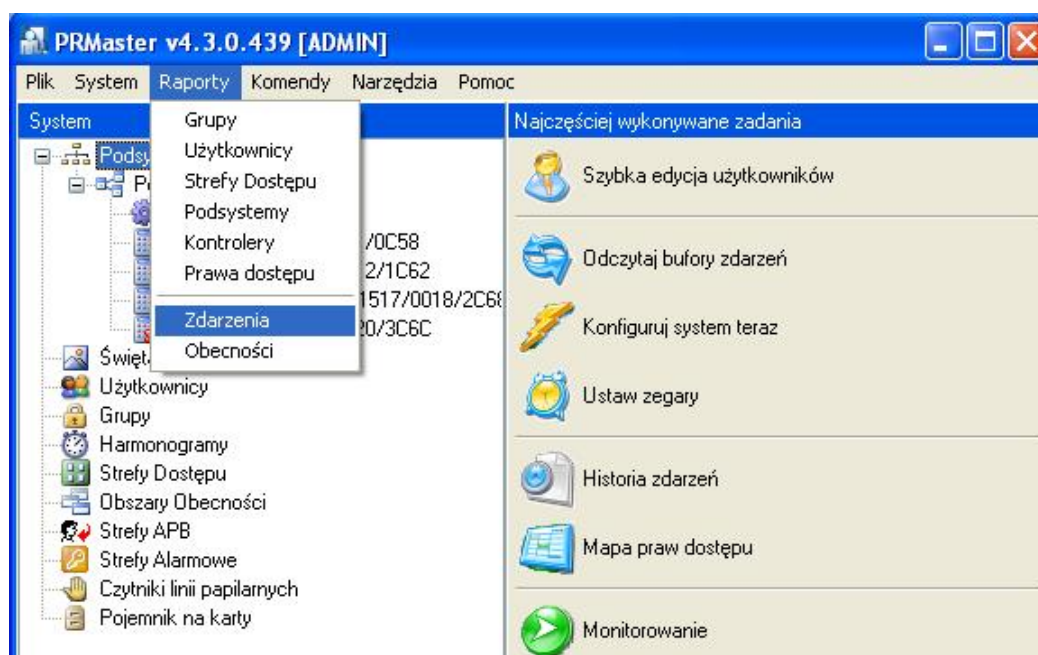 PRMaster v4.3.0.439 [ADMIN]
Plik System Raporty Komendy Narzędzia Pomoc
System
Grupy
Użytkownicy
Strefy Dostępu
Podsystemy
Kontrolery
Prawa dostępu
Zdarzenia
Obecności
/0C58
2/1C62
1517/0018/2C68
20/3C6C
Użytkownicy
Grupy
Harmonogramy
Strefy Dostępu
Obszary Obecności
Strefy APB
Strefy Alarmowe
Czytniki linii papilarnych
Pojemnik na karty
Najczęściej wykonywane zadania
Szybka edycja użytkowników
Odczytaj bufory zdarzeń
Konfiguruj system teraz
Ustaw zegary
Historia zdarzeń
Mapa praw dostępu
Monitorowanie